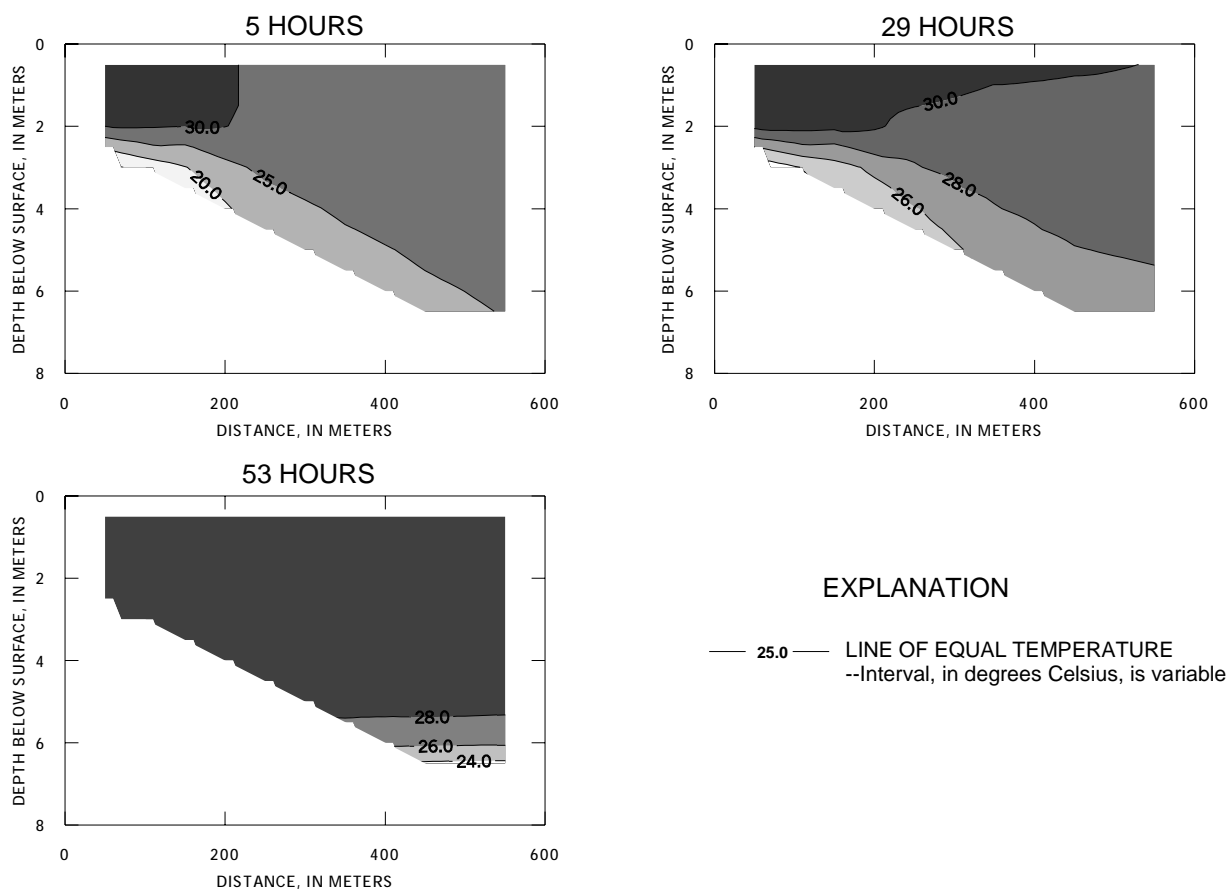 5 HOURS
0
2
4
6
8
DEPTH BELOW SURFACE, IN METERS
30.0
25.0
20.0
0 200 400 600
DISTANCE, IN METERS
29 HOURS
0
2
4
6
8
DEPTH BELOW SURFACE, IN METERS
30.0
28.0
26.0
0 200 400 600
DISTANCE, IN METERS
53 HOURS
0
2
4
6
8
DEPTH BELOW SURFACE, IN METERS
28.0
26.0
24.0
0 200 400 600
DISTANCE, IN METERS
EXPLANATION
25.0 LINE OF EQUAL TEMPERATURE
--Interval, in degrees Celsius, is variable